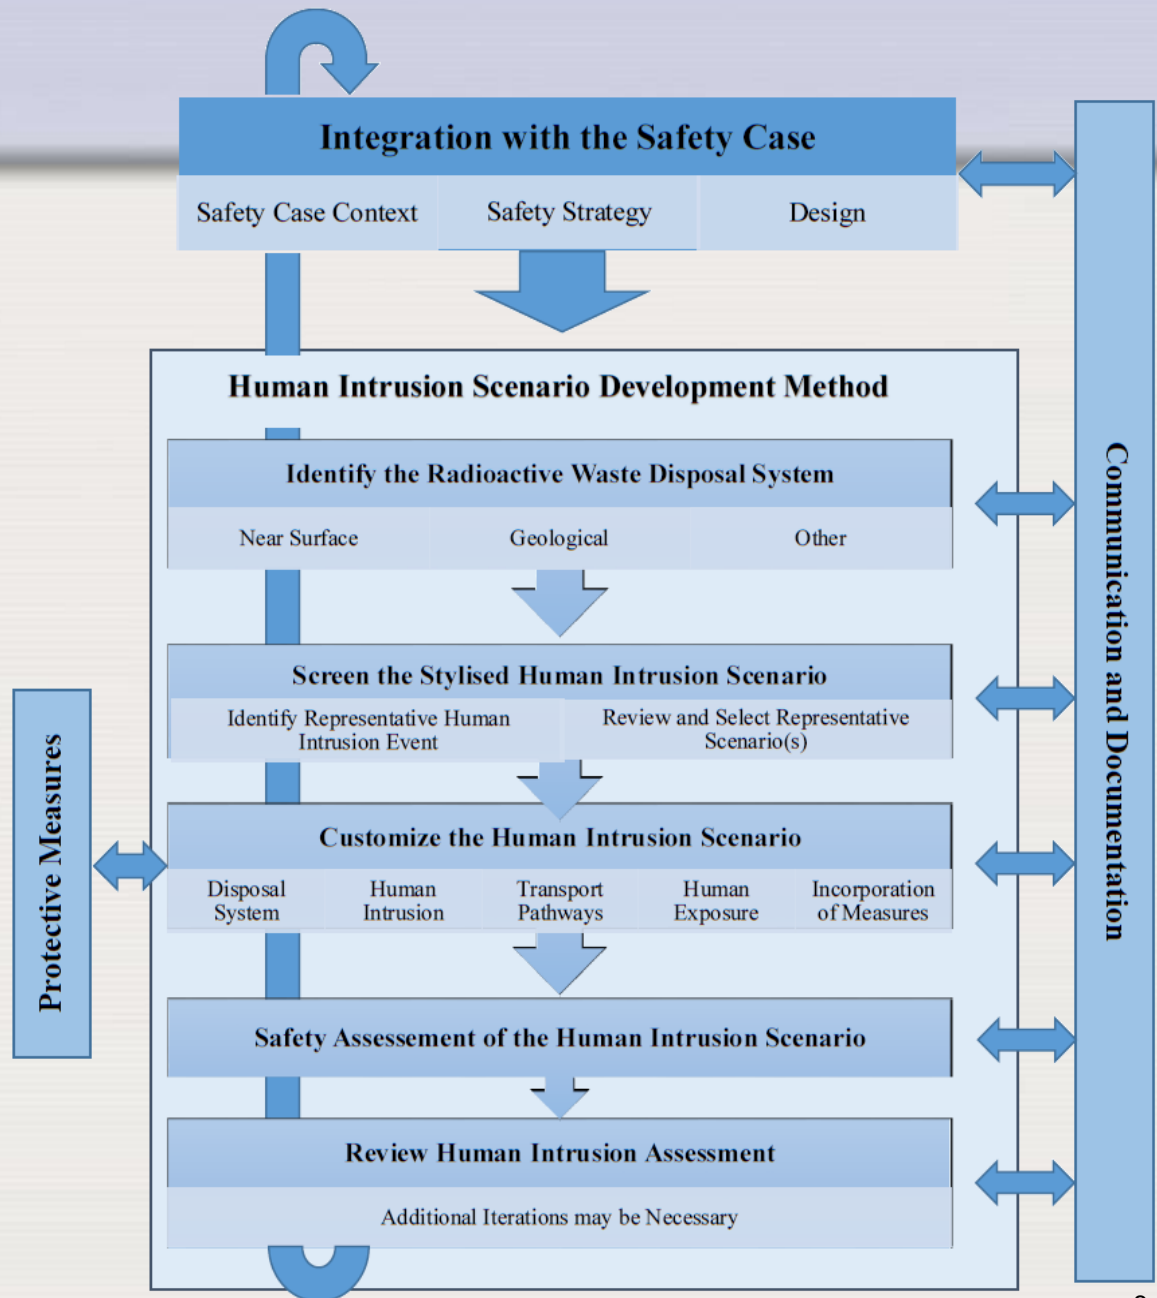 Integration with the Safety Case
Safety Case Context
Safety Strategy
Design
Human Intrusion Scenario Development Method
Identify the Radioactive Waste Disposal System
Near Surface
Geological
Other
Screen the Stylised Human Intrusion Scenario
Identify Representative Human
Intrusion Event
Review and Select Representative
Scenario(s)
Customize the Human Intrusion Scenario
Disposal
System
Human
Intrusion
Transport
Pathways
Human
Exposure
Incorporation
of Measures
Safety Assessement of the Human Intrusion Scenario
Review Human Intrusion Assessment
Additional Iterations may be Necessary
Protective Measures
Communication and Documentation